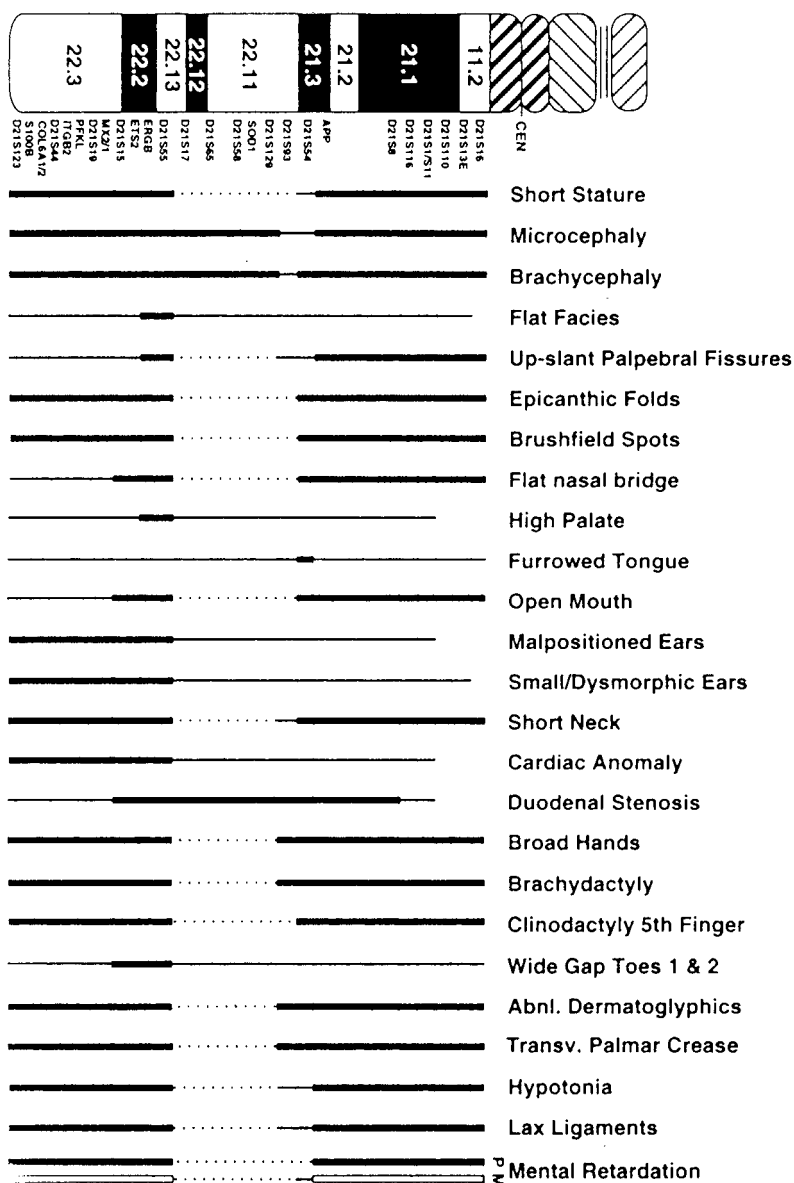 22.3
22.2
22.13
22.12
22.11
21.3
21.2
21.1
11.2
D21S123
S100B
COL6A1/2
D21S44
ITGB2
PFKL
D21S19
MX2/1
D21S15
ETS2
ERGB
D21S55
D21S17
D21S65
D21S58
SOD1
D21S129
D21S93
D21S54
APP
D21S8
D21S116
D21S1/S11
D21S110
D21S13E
D21S16
CEN
Short Stature
Microcephaly
Brachycephaly
Flat Facies
Up-slant Palpebral Fissures
Epicanthic Folds
Brushfield Spots
Flat nasal bridge
High Palate
Furrowed Tongue
Open Mouth
Malpositioned Ears
Small/Dysmorphic Ears
Short Neck
Cardiac Anomaly
Duodenal Stenosis
Broad Hands
Brachydactyly
Clinodactyly 5th Finger
Wide Gap Toes 1 & 2
Abnl. Dermatoglyphics
Transv. Palmar Crease
Hypotonia
Lax Ligaments
P
Mental Retardation